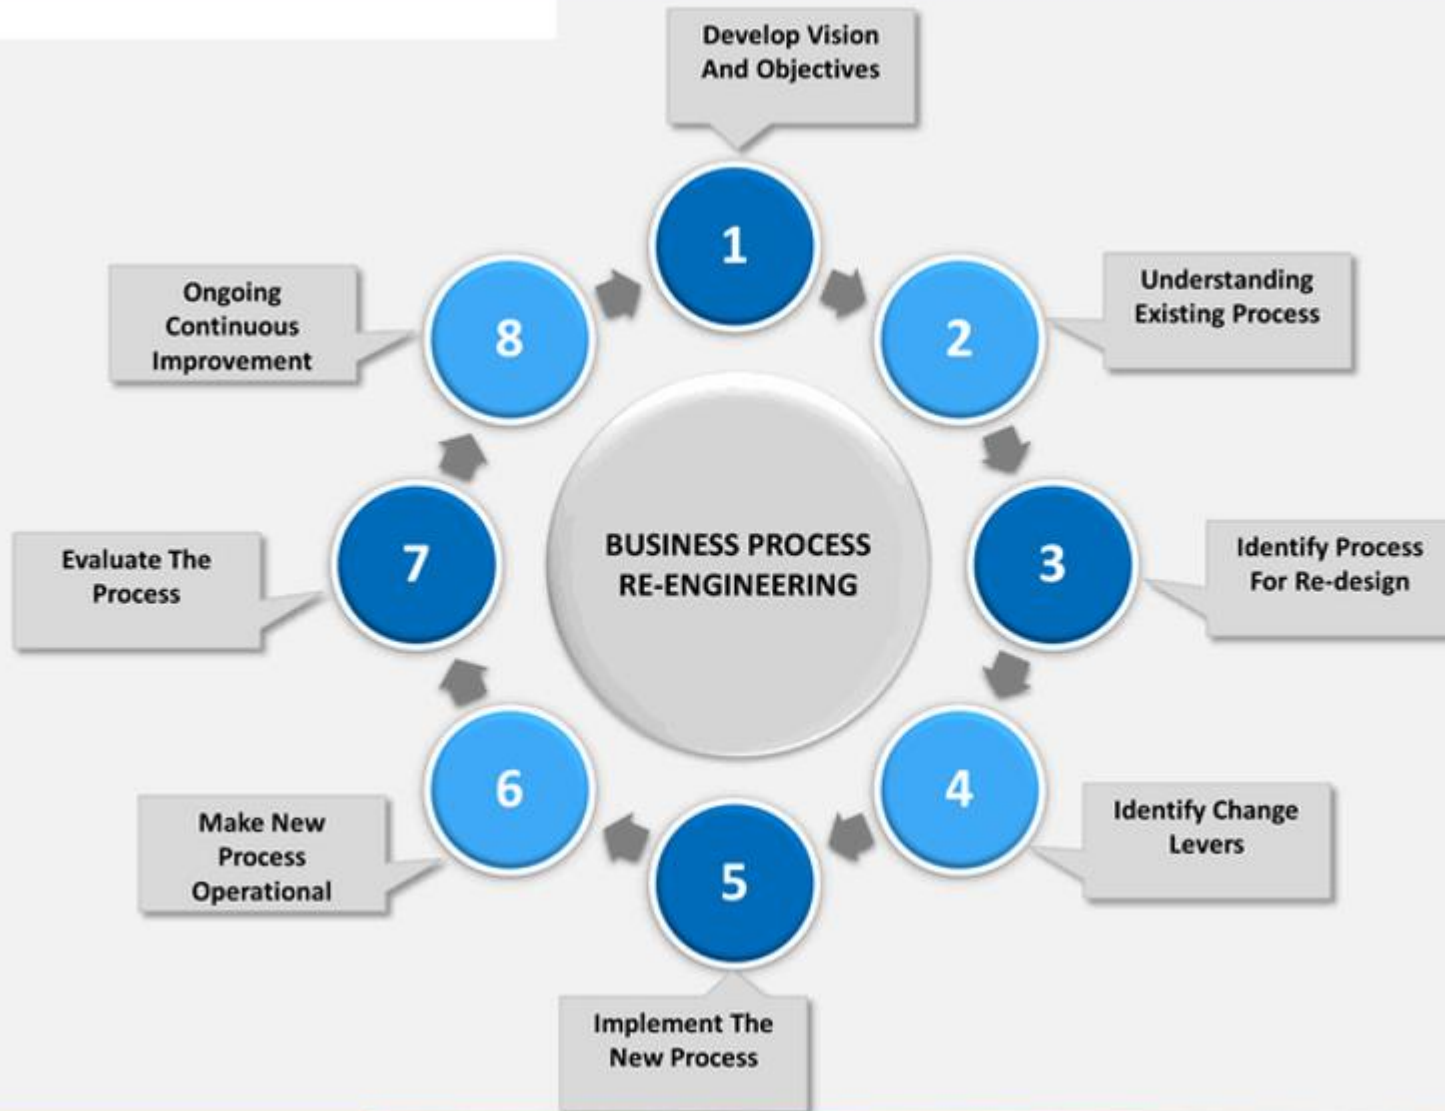 Develop Vision
And Objectives
1
Understanding
Existing Process
2
Identify Process
For Re-design
3
Identify Change
Levers
4
Implement The
New Process
5
Make New
Process
Operational
6
Evaluate The
Process
7
Ongoing
Continuous
Improvement
8
BUSINESS PROCESS
RE-ENGINEERING